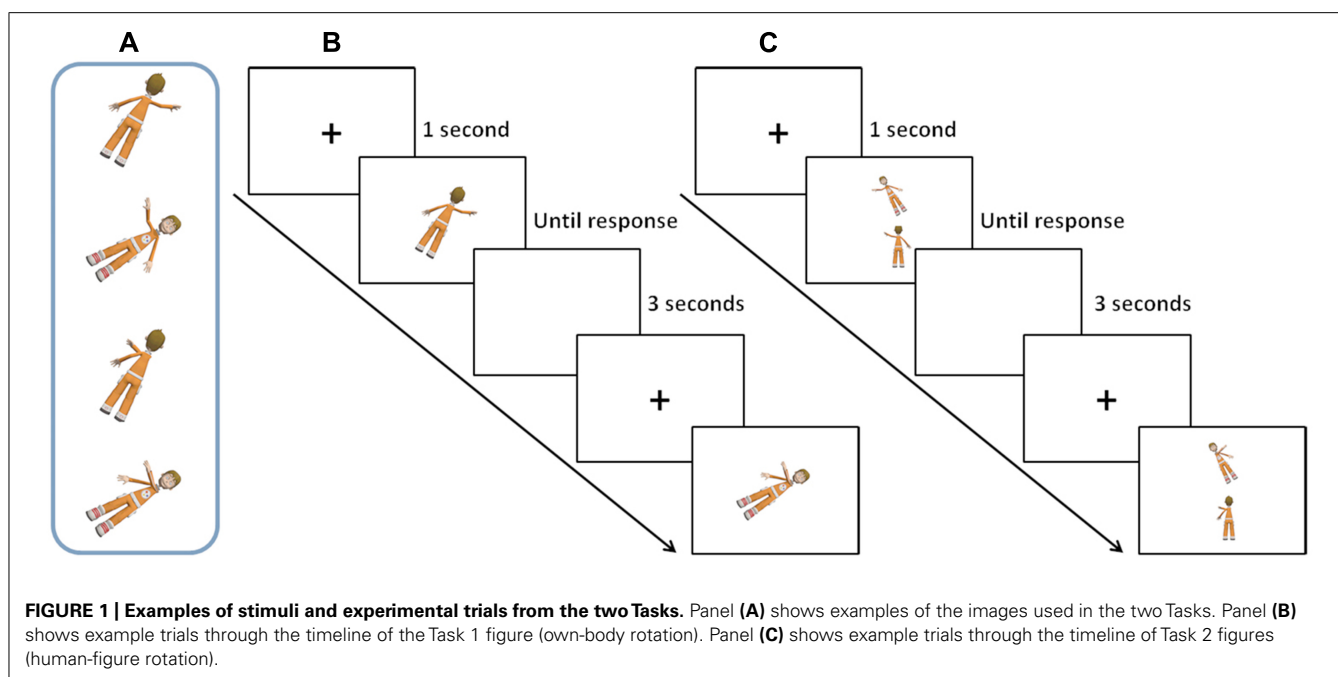 A
B
C
+
1 second
Until response
3 seconds
+
+
1 second
Until response
3 seconds
+
FIGURE 1 | Examples of stimuli and experimental trials from the two Tasks. Panel (A) shows examples of the images used in the two Tasks. Panel (B)
shows example trials through the timeline of the Task 1 figure (own-body rotation). Panel (C) shows example trials through the timeline of Task 2 figures
(human-figure rotation).